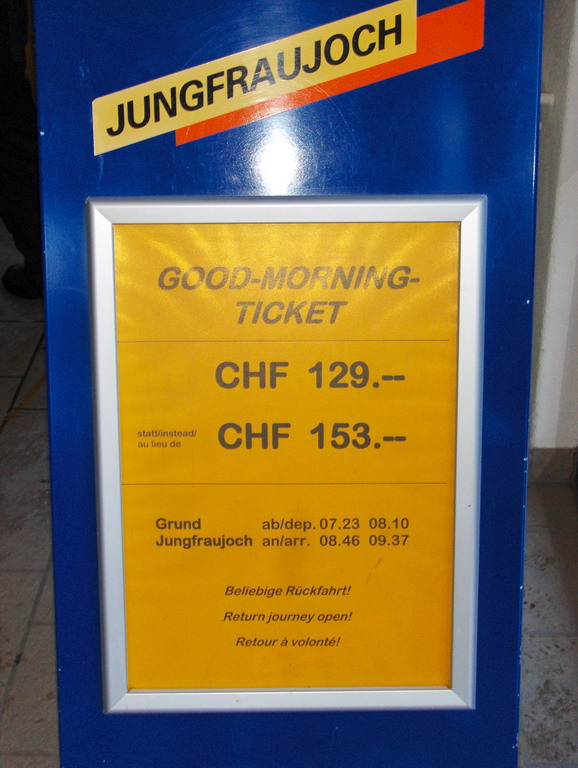 JUNGFRAUJOCH
GOOD-MORNING-
TICKET
CHF 129.--
statt/instead/
au lieu de
CHF 153.--
Grund ab/dep. 07.23 08.10
Jungfraujoch an/arr. 08.46 09.37
Beliebige Rückfahrt!
Return journey open!
Retour à volonté!